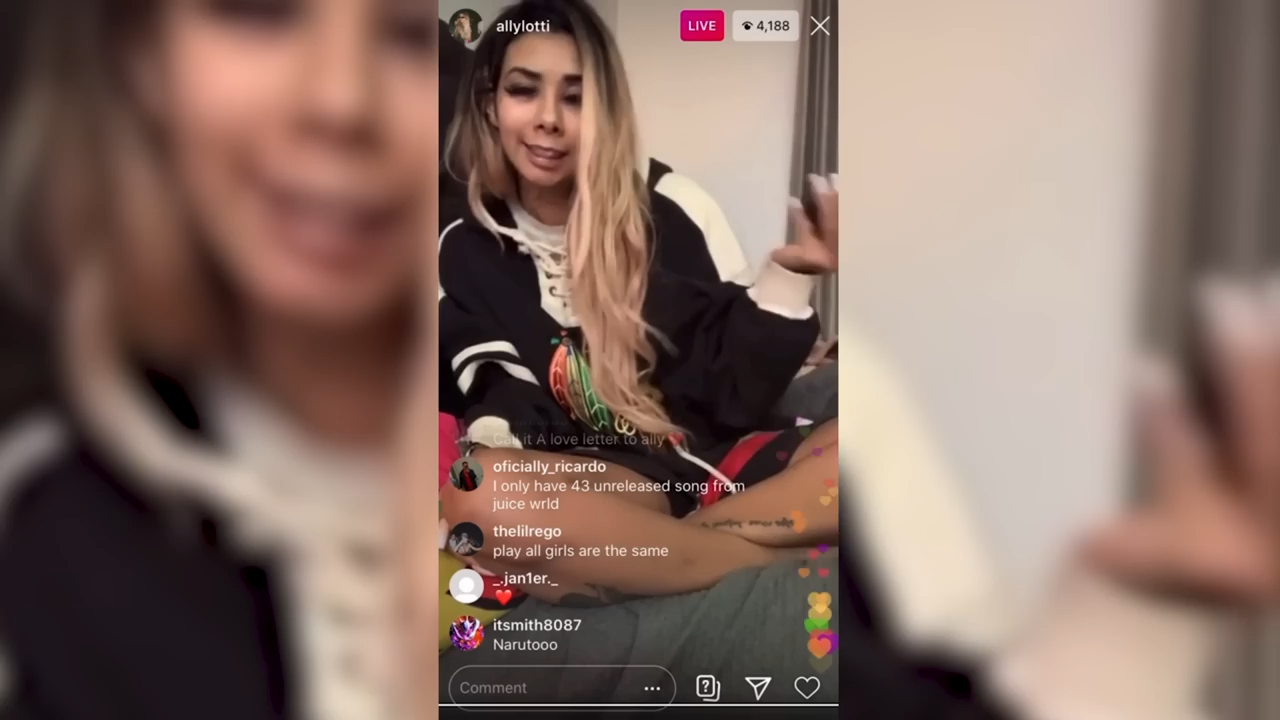 allylotti
LIVE
4,188
Call it A love letter to ally
oficially_ricardo
I only have 43 unreleased song from
juice wrld
thelilrego
play all girls are the same
_.jan1er._
itsmith8087
Narutooo
Comment